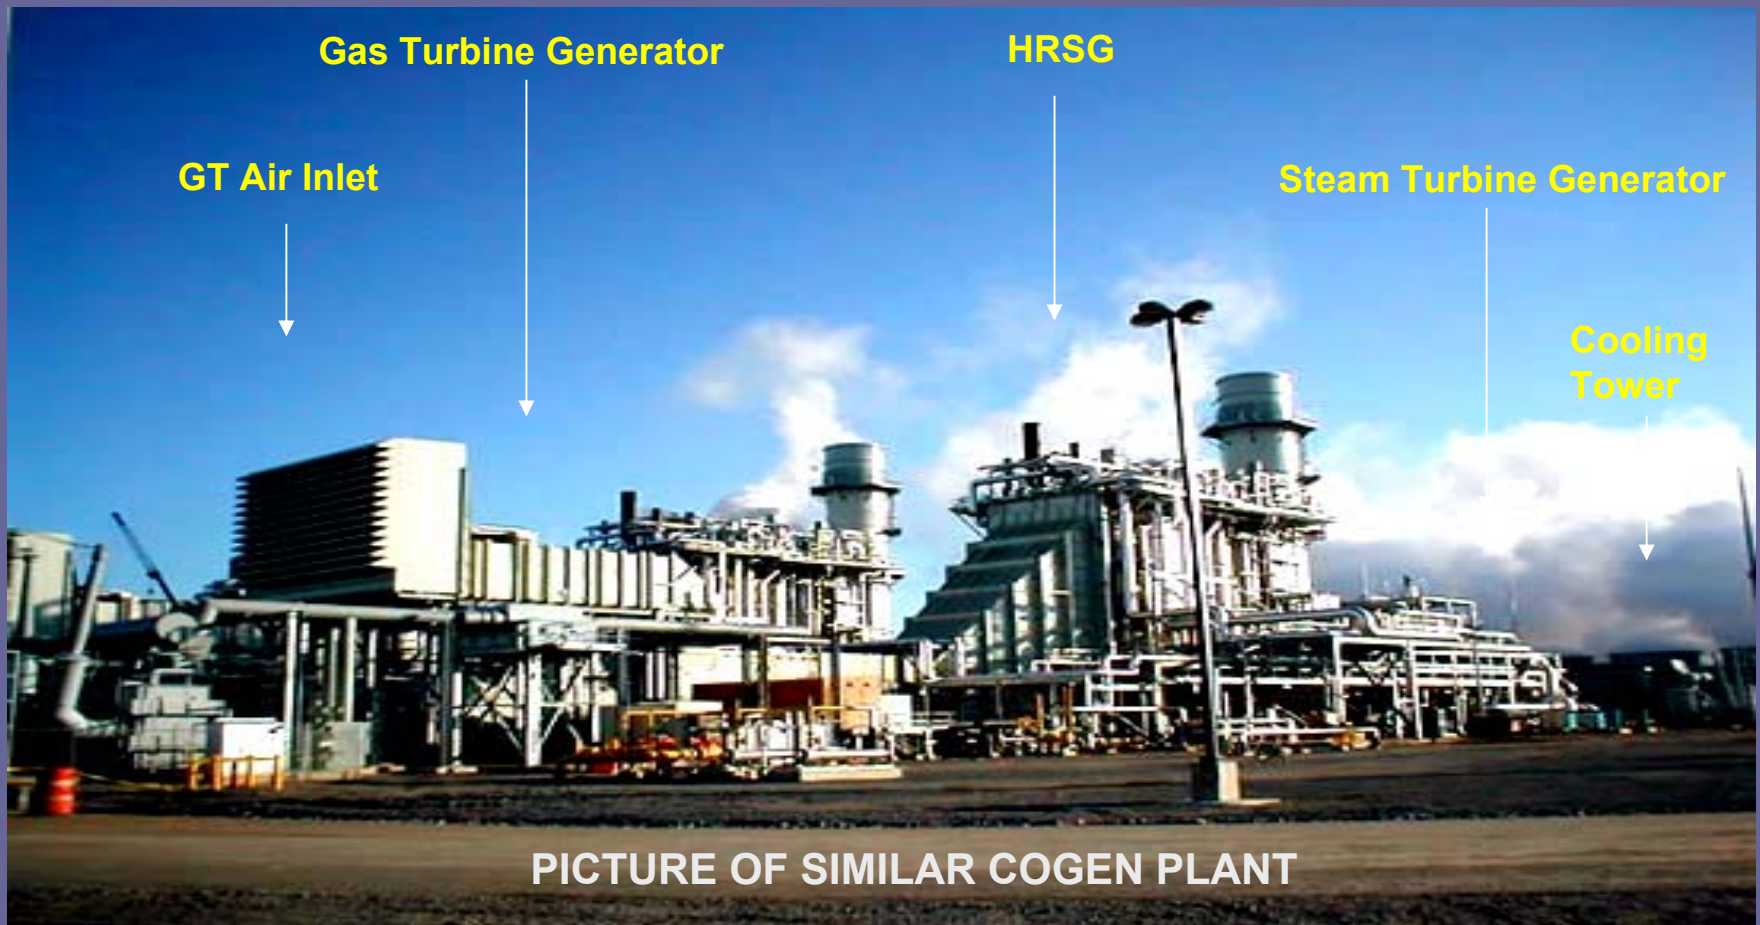 Gas Turbine Generator
HRSG
GT Air Inlet
Steam Turbine Generator
Cooling
Tower
PICTURE OF SIMILAR COGEN PLANT